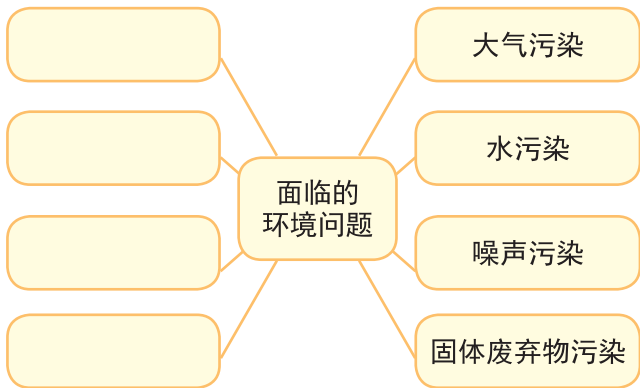 大气污染
水污染
面临的
环境问题
噪声污染
固体废弃物污染